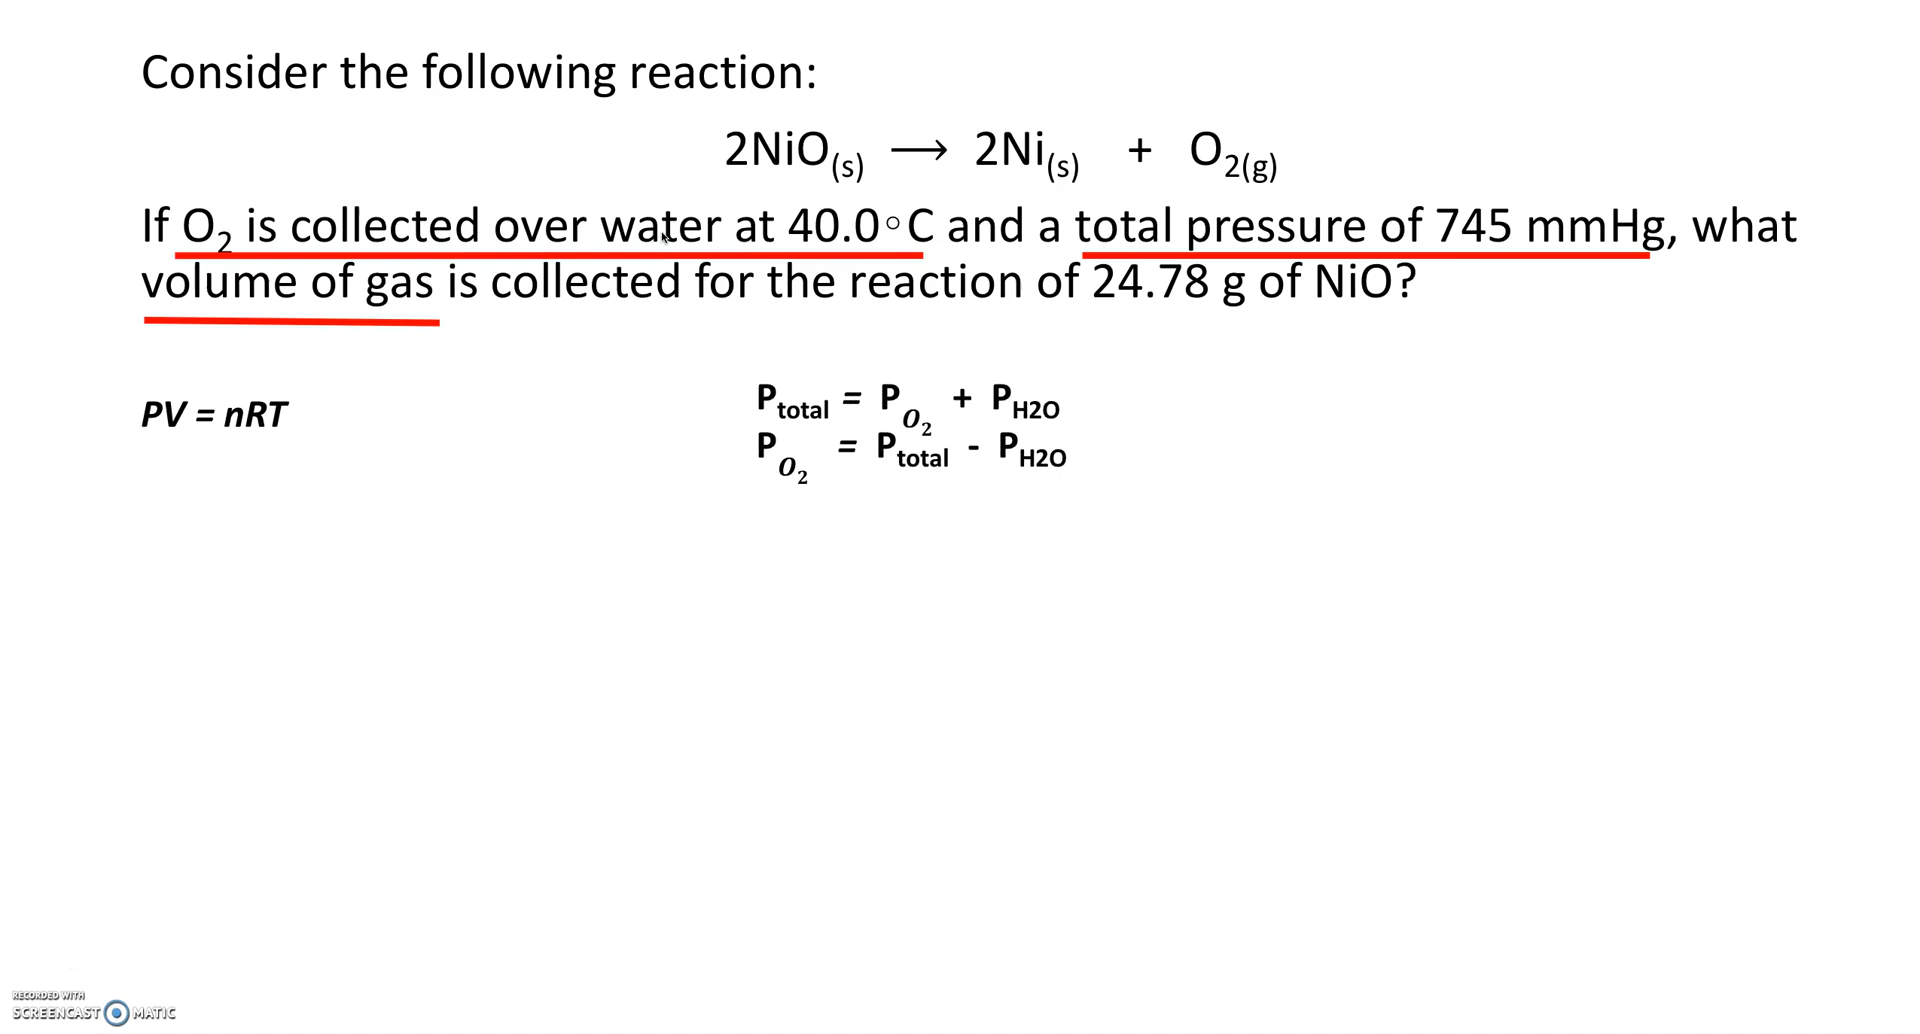 Consider the following reaction:
2NiO(s) ⟶ 2Ni(s) + O2(g)
If O2 is collected over water at 40.0◦C and a total pressure of 745 mmHg, what
volume of gas is collected for the reaction of 24.78 g of NiO?
PV = nRT
Ptotal = PO2 + PH2O
PO2 = Ptotal - PH2O
RECORDED WITH
SCREENCAST MATIC